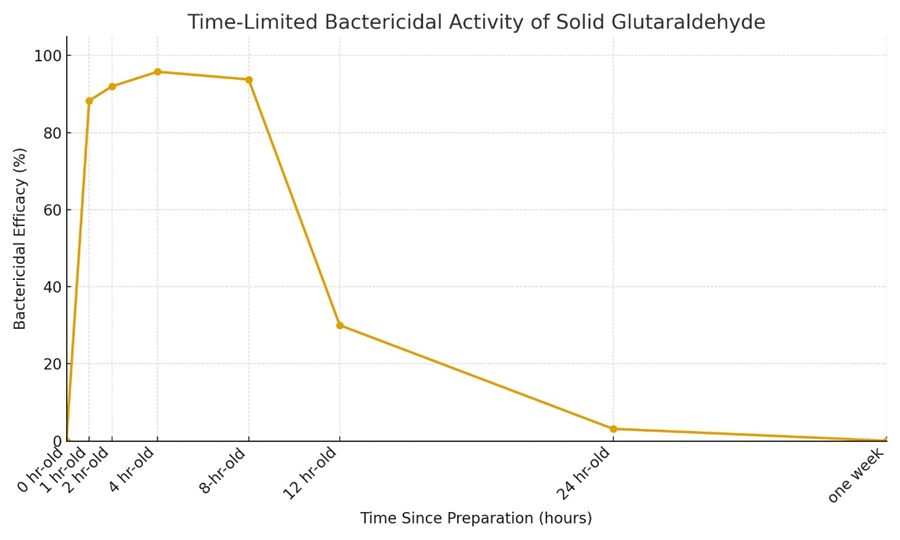 Time-Limited Bactericidal Activity of Solid Glutaraldehyde
Bactericidal Efficacy (%)
100
80
60
40
20
0
0 hr-old
1 hr-old
2 hr-old
4 hr-old
8-hr-old
12 hr-old
24 hr-old
one week
Time Since Preparation (hours)